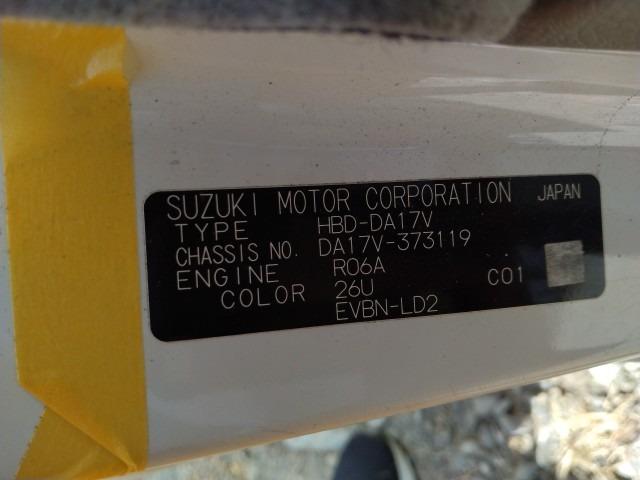 SUZUKI MOTOR CORPORATION JAPAN
TYPE HBD-DA17V
CHASSIS NO. DA17V-373119
ENGINE R06A
COLOR 26U C01
EVBN-LD2